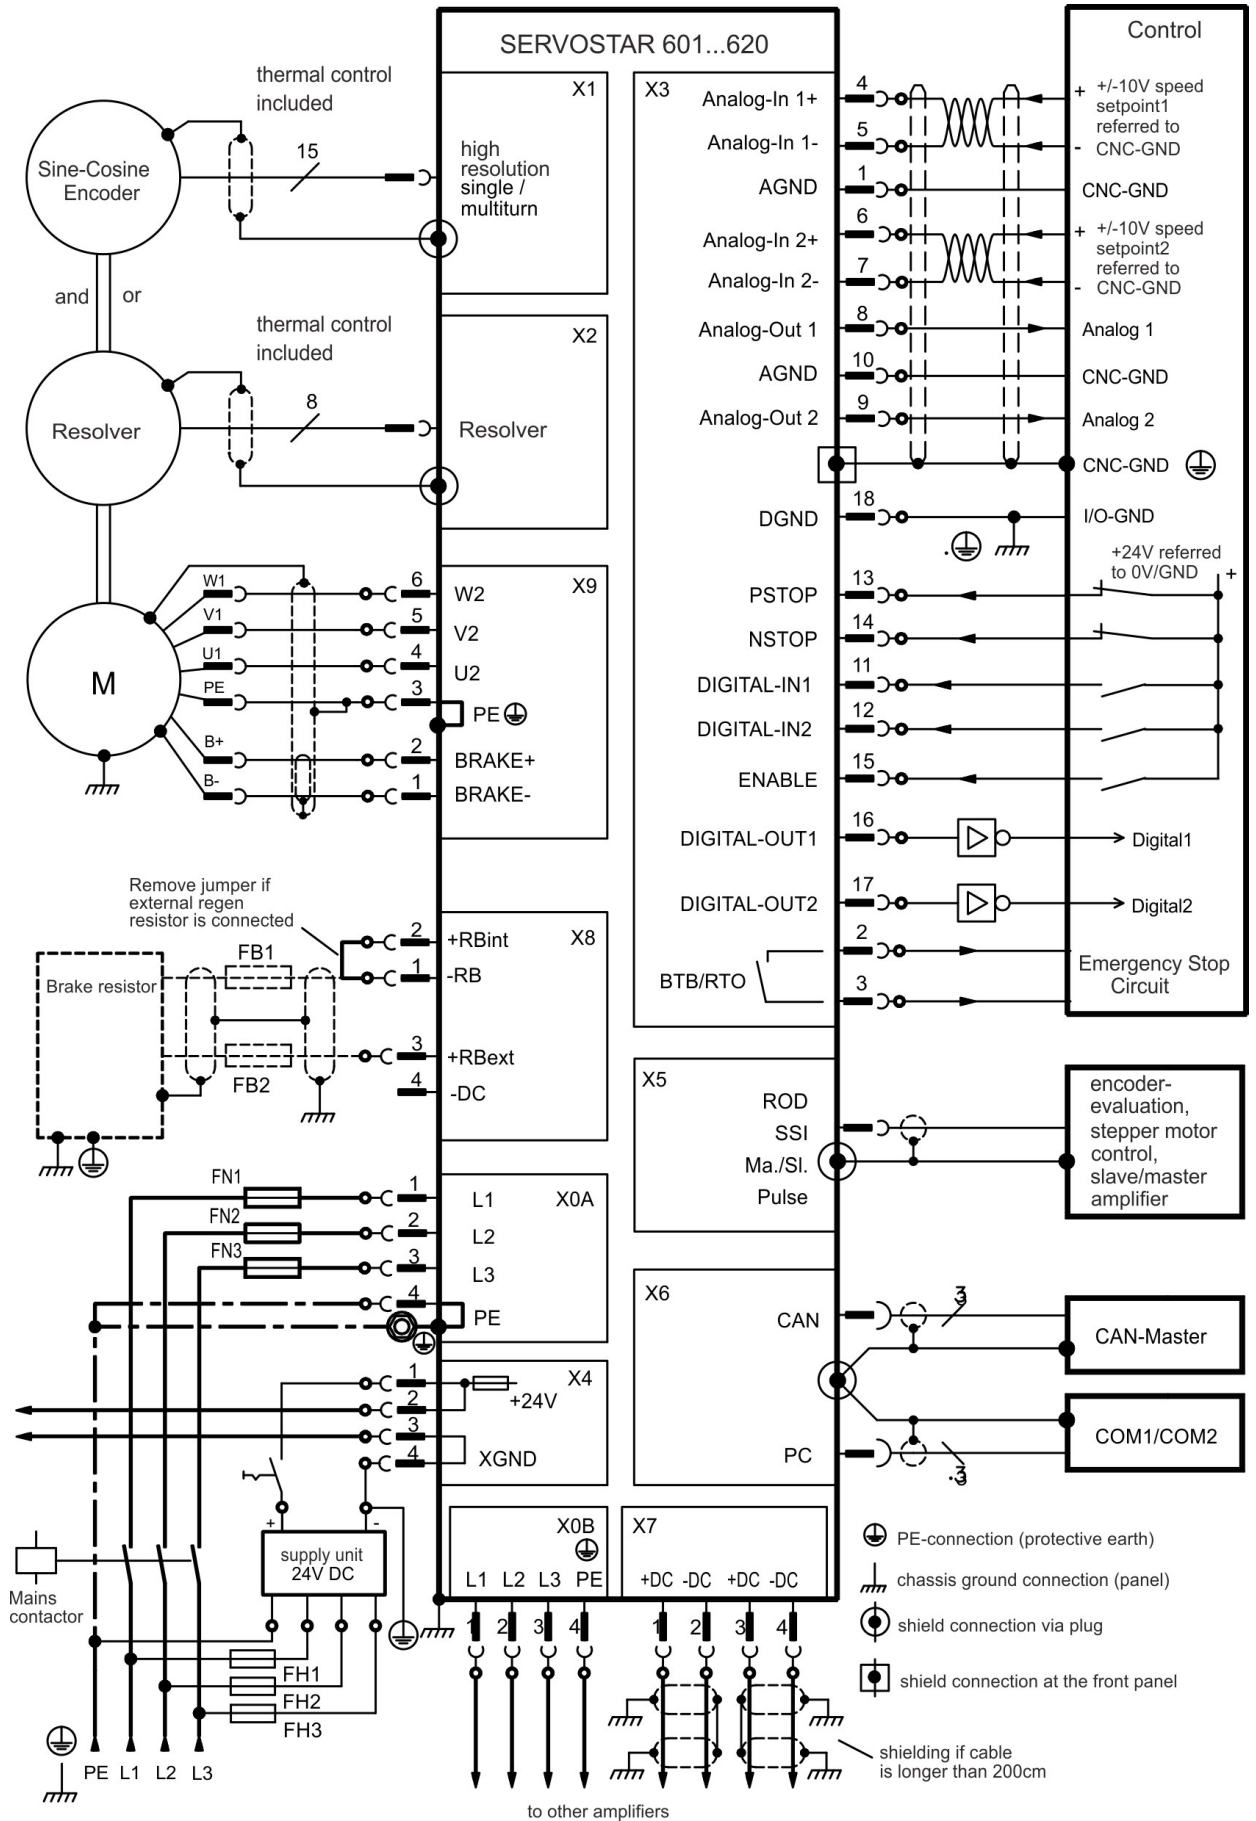 SERVOSTAR 601...620
Control
thermal control
included
X1
X3
Sine-Cosine
Encoder
15
high
resolution
single /
multiturn
Analog-In 1+
4
+
+/-10V speed
setpoint1
referred to
CNC-GND
Analog-In 1-
5
-
AGND
1
CNC-GND
Analog-In 2+
6
+
+/-10V speed
setpoint2
referred to
CNC-GND
Analog-In 2-
7
-
and
or
thermal control
included
X2
Analog-Out 1
8
Analog 1
AGND
10
CNC-GND
Resolver
8
Resolver
Analog-Out 2
9
Analog 2
CNC-GND
DGND
18
I/O-GND
+24V referred
to 0V/GND
+
X9
W1
6
W2
V1
5
V2
U1
4
U2
PE
3
PE
M
B+
2
BRAKE+
B-
1
BRAKE-
PSTOP
13
NSTOP
14
DIGITAL-IN1
11
DIGITAL-IN2
12
ENABLE
15
DIGITAL-OUT1
16
Digital1
DIGITAL-OUT2
17
Digital2
BTB/RTO
2
3
Emergency Stop
Circuit
Remove jumper if
external regen
resistor is connected
X8
Brake resistor
FB1
2
+RBint
1
-RB
FB2
3
+RBext
4
-DC
X5
ROD
SSI
Ma./Sl.
Pulse
encoder-
evaluation,
stepper motor
control,
slave/master
amplifier
X0A
FN1
1
L1
FN2
2
L2
FN3
3
L3
4
PE
X6
CAN
3
CAN-Master
PC
3
COM1/COM2
X4
1
2
+24V
3
4
XGND
+
-
supply unit
24V DC
Mains
contactor
FH1
FH2
FH3
PE
L1
L2
L3
X0B
L1
L2
L3
PE
1
2
3
4
X7
+DC
-DC
+DC
-DC
1
2
3
4
to other amplifiers
PE-connection (protective earth)
chassis ground connection (panel)
shield connection via plug
shield connection at the front panel
shielding if cable
is longer than 200cm